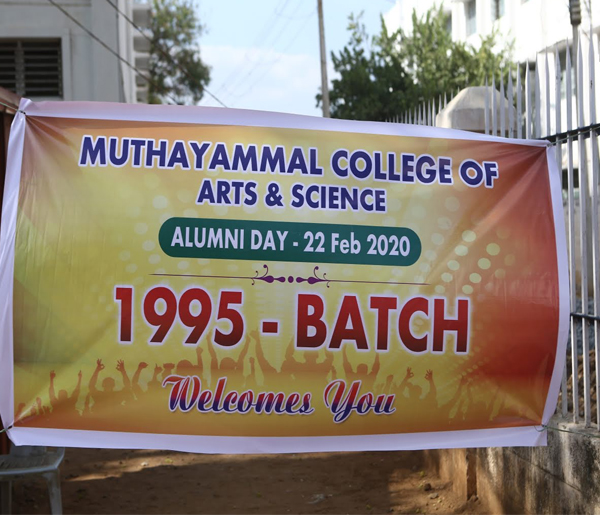 MUTHAYAMMAL COLLEGE OF
ARTS & SCIENCE
ALUMNI DAY - 22 Feb 2020
1995 - BATCH
Welcomes You